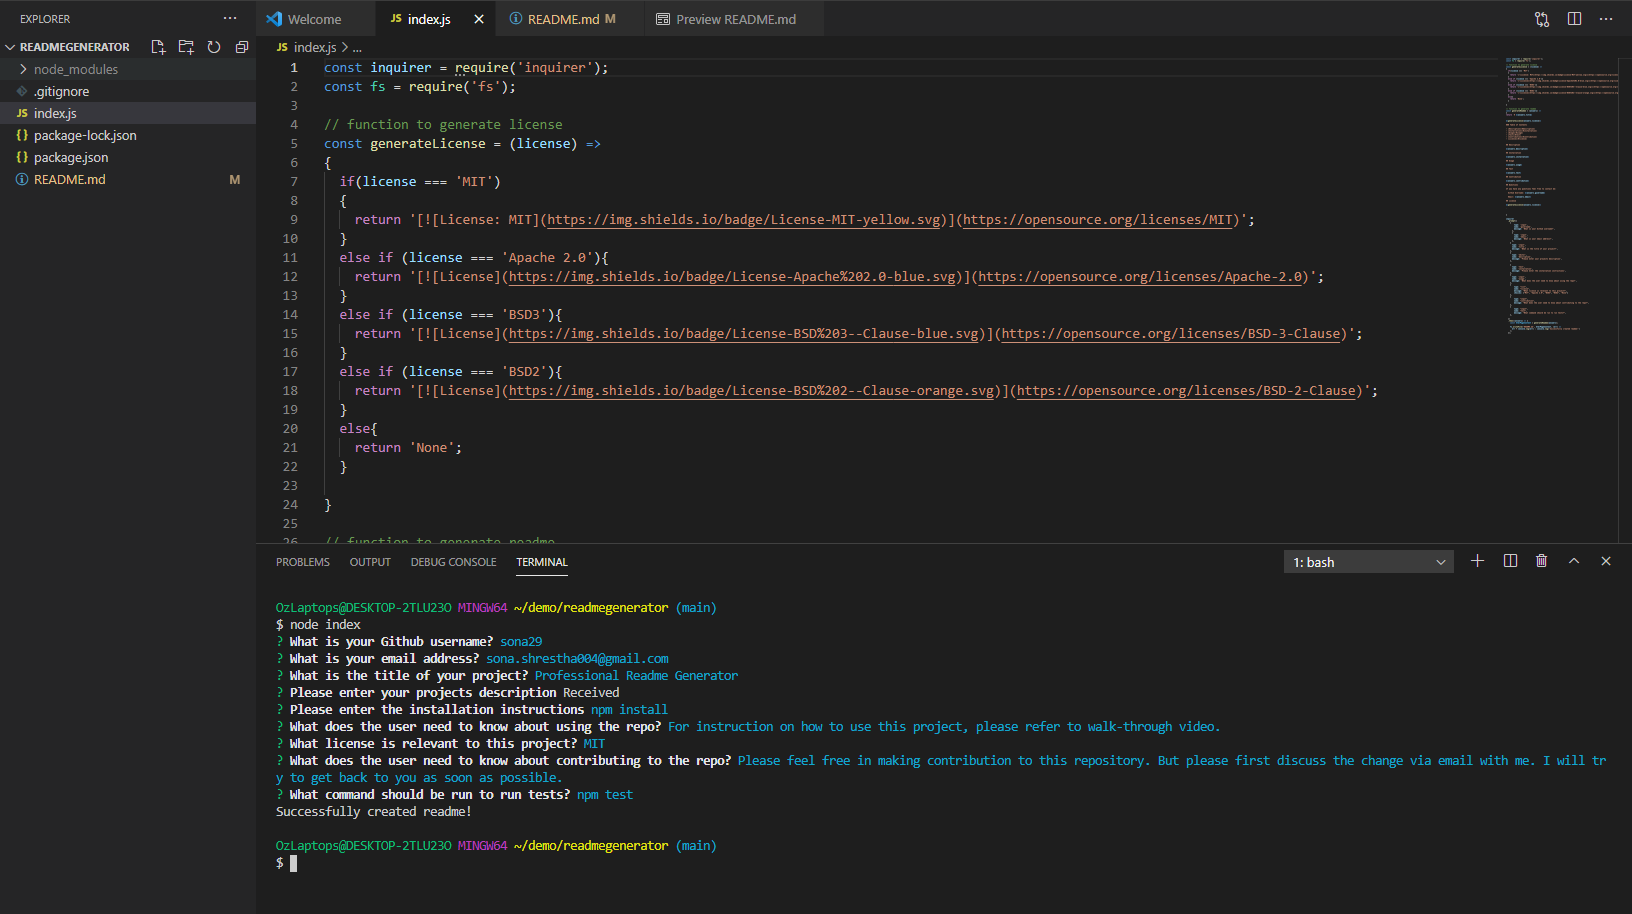 EXPLORER
Welcome
JS index.js
README.md M
Preview README.md
READMEGENERATOR
node_modules
.gitignore
JS index.js
{} package-lock.json
{} package.json
README.md M
JS index.js > ...
1 const inquirer = require('inquirer');
2 const fs = require('fs');
3
4 // function to generate license
5 const generateLicense = (license) =>
6 {
7 if(license === 'MIT')
8 {
9 return '[![License: MIT](https://img.shields.io/badge/License-MIT-yellow.svg)](https://opensource.org/licenses/MIT)';
10 }
11 else if (license === 'Apache 2.0'){
12 return '[![License](https://img.shields.io/badge/License-Apache%202.0-blue.svg)](https://opensource.org/licenses/Apache-2.0)';
13 }
14 else if (license === 'BSD3'){
15 return '[![License](https://img.shields.io/badge/License-BSD%203--Clause-blue.svg)](https://opensource.org/licenses/BSD-3-Clause)';
16 }
17 else if (license === 'BSD2'){
18 return '[![License](https://img.shields.io/badge/License-BSD%202--Clause-orange.svg)](https://opensource.org/licenses/BSD-2-Clause)';
19 }
20 else{
21 return 'None';
22 }
23
24 }
25
26 // function to generate readme
PROBLEMS OUTPUT DEBUG CONSOLE TERMINAL
1: bash
OzLaptops@DESKTOP-2TLU23O MINGW64 ~/demo/readmegenerator (main)
$ node index
? What is your Github username? sona29
? What is your email address? sona.shrestha004@gmail.com
? What is the title of your project? Professional Readme Generator
? Please enter your projects description Received
? Please enter the installation instructions npm install
? What does the user need to know about using the repo? For instruction on how to use this project, please refer to walk-through video.
? What license is relevant to this project? MIT
? What does the user need to know about contributing to the repo? Please feel free in making contribution to this repository. But please first discuss the change via email with me. I will tr
y to get back to you as soon as possible.
? What command should be run to run tests? npm test
Successfully created readme!
OzLaptops@DESKTOP-2TLU23O MINGW64 ~/demo/readmegenerator (main)
$